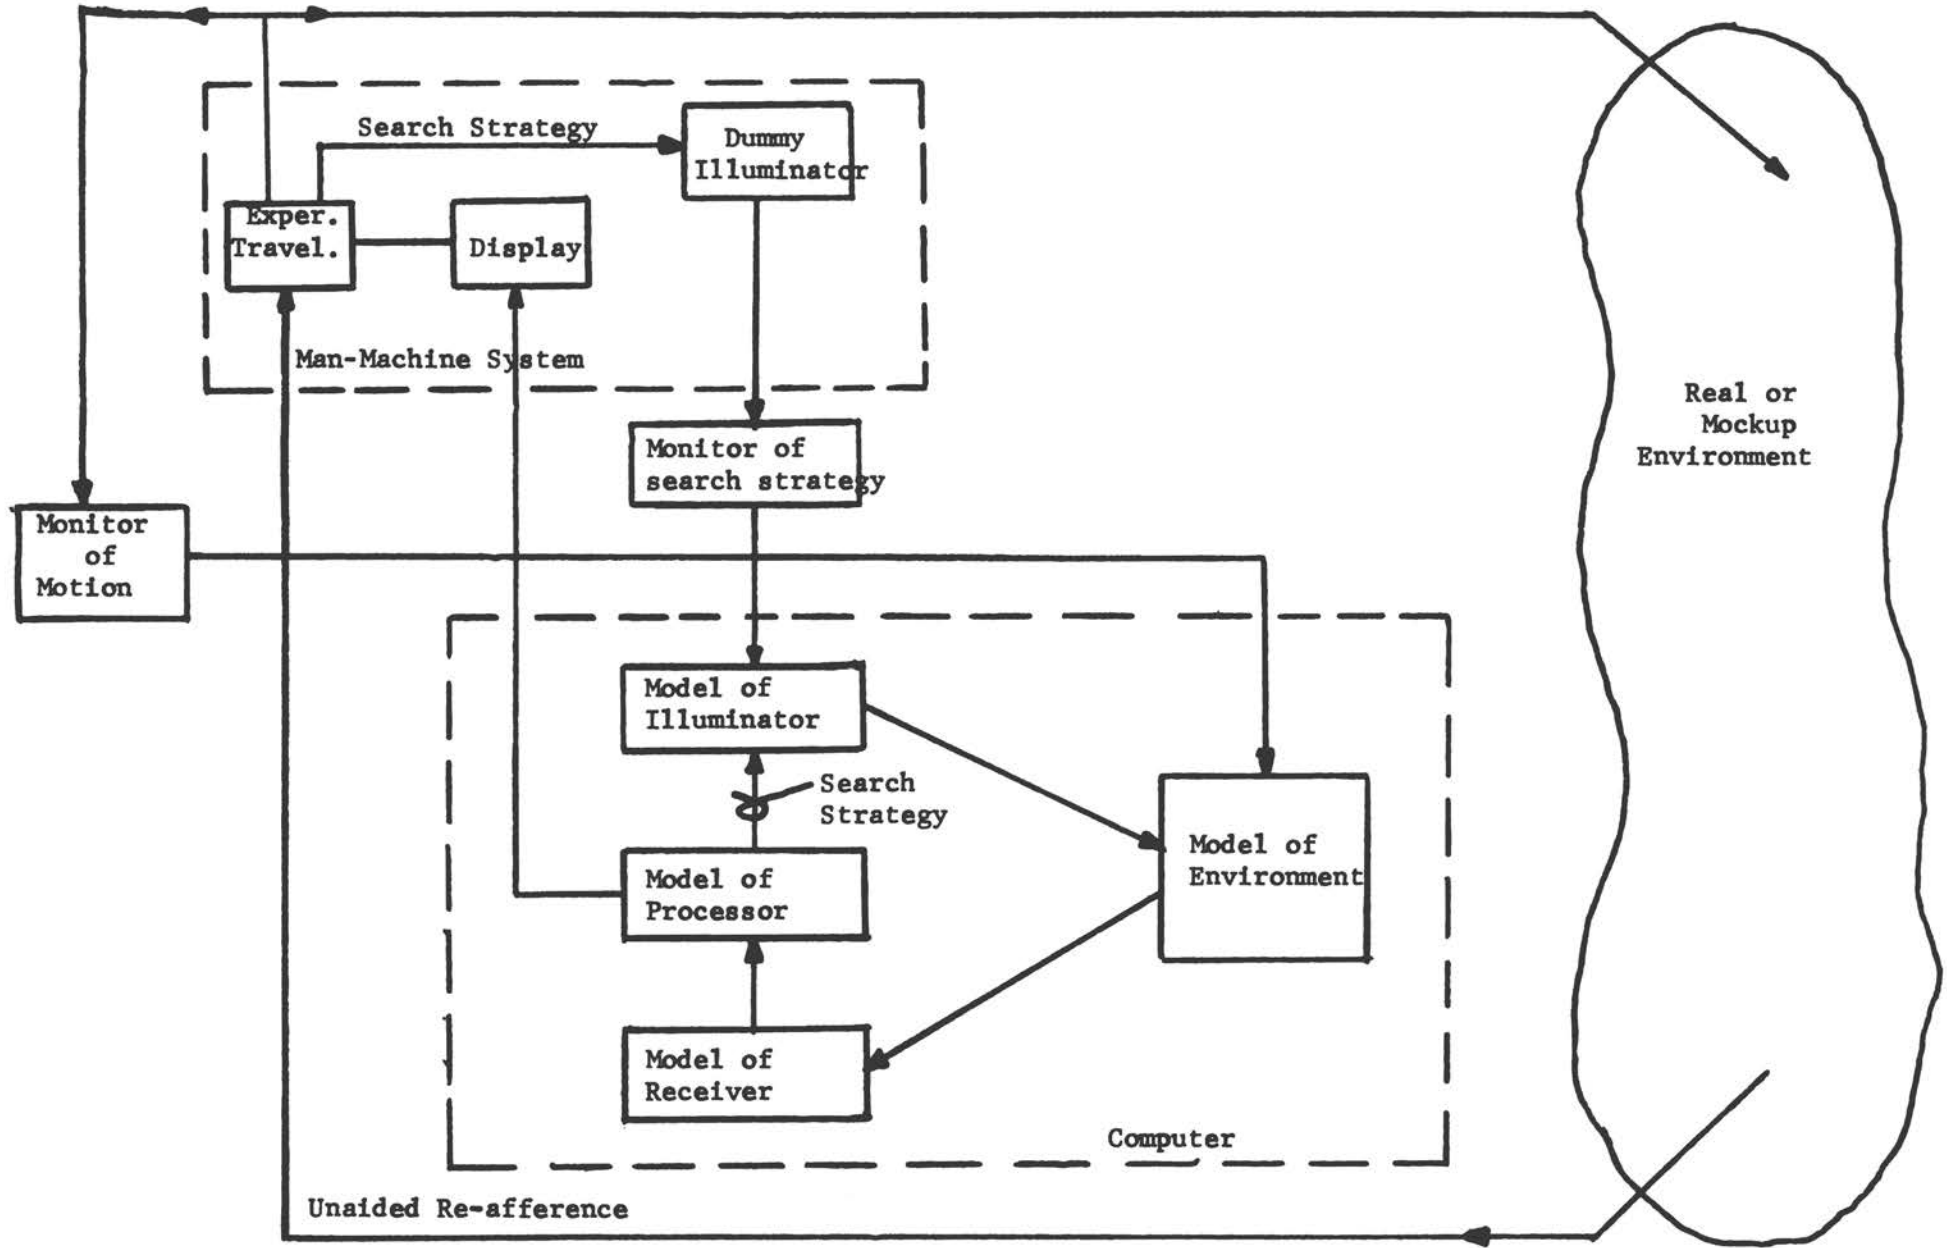 Search Strategy
Dummy
Illuminator
Exper.
Travel.
Display
Man-Machine System
Real or
Mockup
Environment
Monitor of
search strategy
Monitor
of
Motion
Model of
Illuminator
Search
Strategy
Model of
Processor
Model of
Environment
Model of
Receiver
Computer
Unaided Re-afference